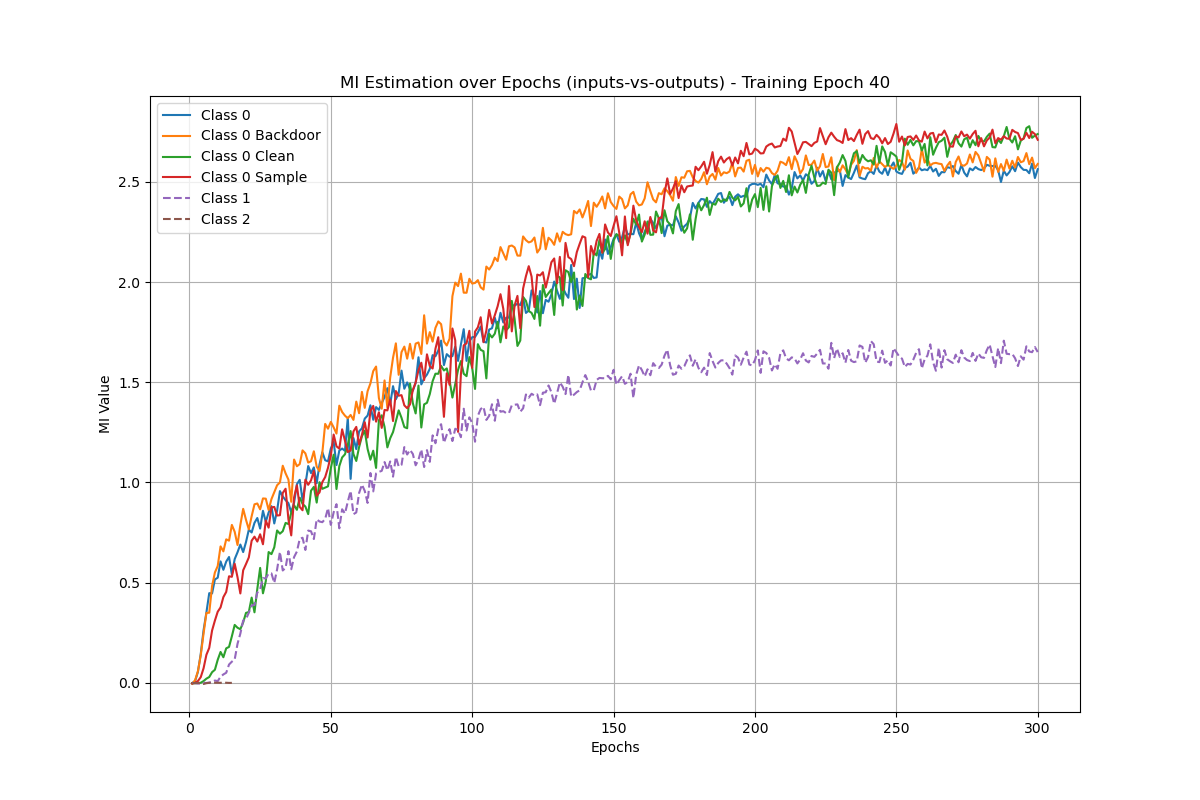 MI Estimation over Epochs (inputs-vs-outputs) - Training Epoch 40
Class 0
Class 0 Backdoor
Class 0 Clean
Class 0 Sample
Class 1
Class 2
MI Value
2.5
2.0
1.5
1.0
0.5
0.0
0
50
100
150
200
250
300
Epochs